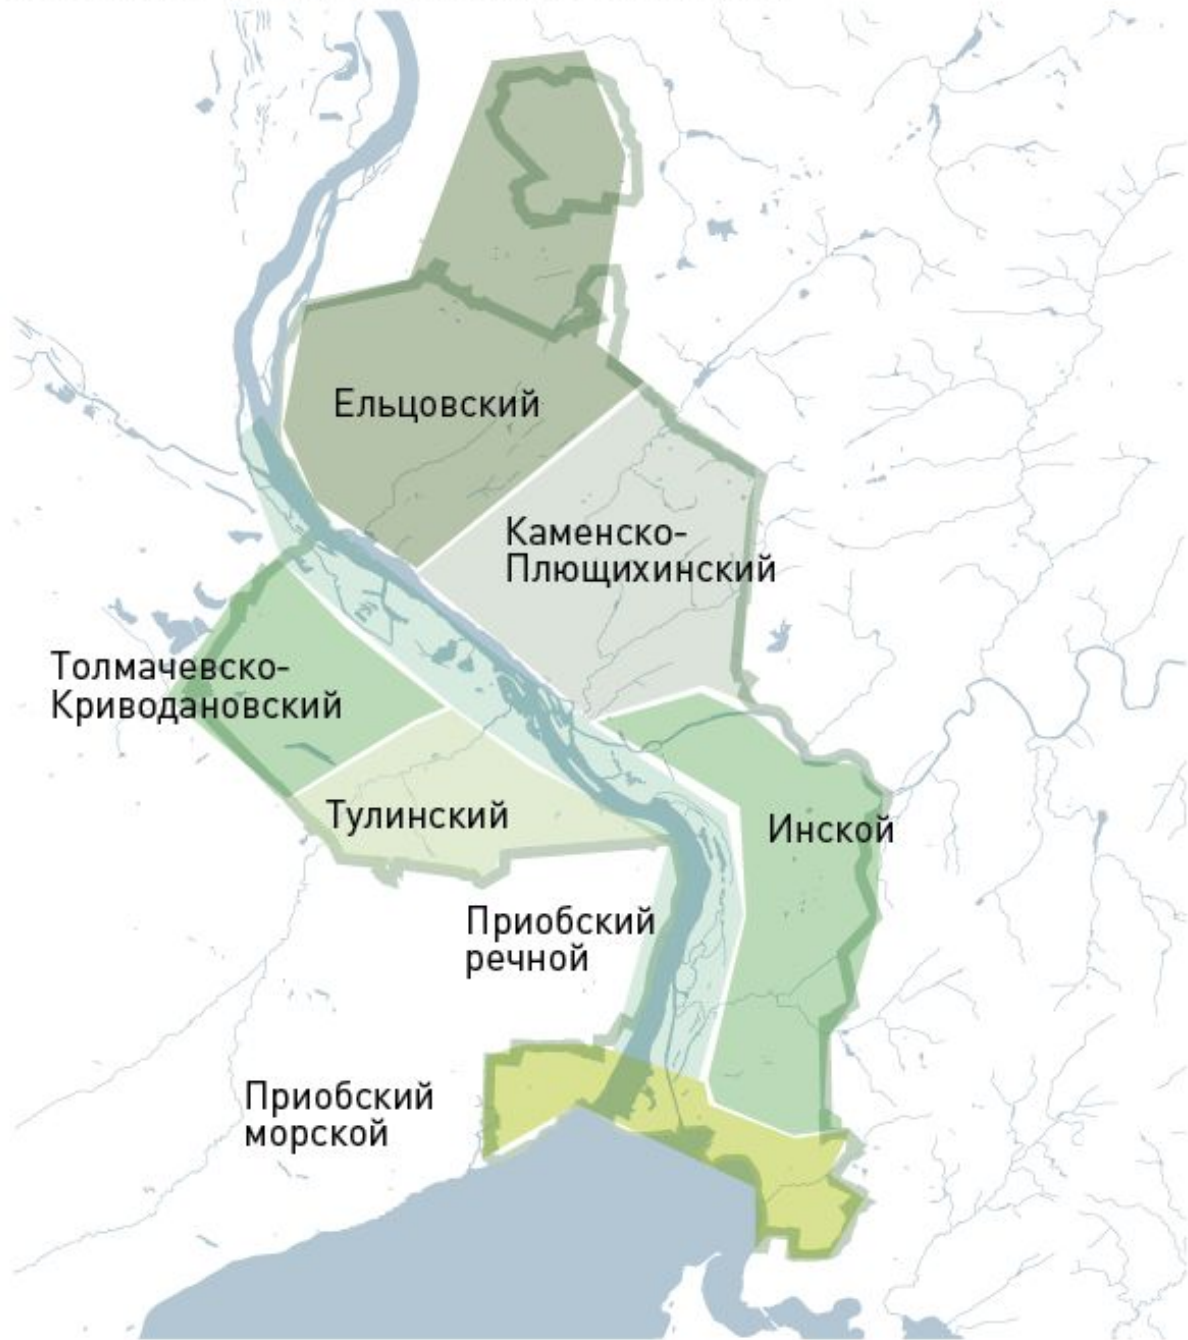 Ельцовский
Каменско-
Плющихинский
Толмачевско-
Криводановский
Тулинский
Инской
Приобский
речной
Приобский
морской